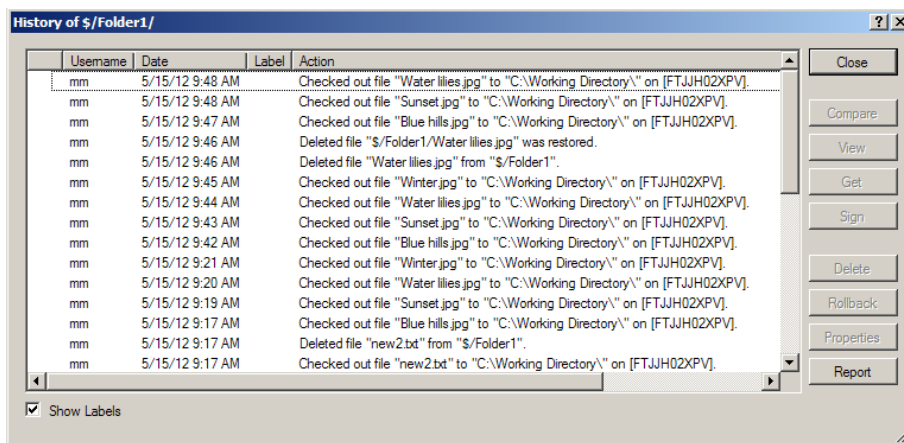 History of $/Folder1/
Username Date Label Action
mm 5/15/12 9:48 AM Checked out file "Water lilies.jpg" to "C:\Working Directory\" on [FTJJH02XPV].
mm 5/15/12 9:48 AM Checked out file "Sunset.jpg" to "C:\Working Directory\" on [FTJJH02XPV].
mm 5/15/12 9:47 AM Checked out file "Blue hills.jpg" to "C:\Working Directory\" on [FTJJH02XPV].
mm 5/15/12 9:46 AM Deleted file "$/Folder1/Water lilies.jpg" was restored.
mm 5/15/12 9:46 AM Deleted file "Water lilies.jpg" from "$/Folder1".
mm 5/15/12 9:45 AM Checked out file "Winter.jpg" to "C:\Working Directory\" on [FTJJH02XPV].
mm 5/15/12 9:44 AM Checked out file "Water lilies.jpg" to "C:\Working Directory\" on [FTJJH02XPV].
mm 5/15/12 9:43 AM Checked out file "Sunset.jpg" to "C:\Working Directory\" on [FTJJH02XPV].
mm 5/15/12 9:42 AM Checked out file "Blue hills.jpg" to "C:\Working Directory\" on [FTJJH02XPV].
mm 5/15/12 9:21 AM Checked out file "Winter.jpg" to "C:\Working Directory\" on [FTJJH02XPV].
mm 5/15/12 9:20 AM Checked out file "Water lilies.jpg" to "C:\Working Directory\" on [FTJJH02XPV].
mm 5/15/12 9:19 AM Checked out file "Sunset.jpg" to "C:\Working Directory\" on [FTJJH02XPV].
mm 5/15/12 9:17 AM Checked out file "Blue hills.jpg" to "C:\Working Directory\" on [FTJJH02XPV].
mm 5/15/12 9:17 AM Deleted file "new2.txt" from "$/Folder1".
mm 5/15/12 9:17 AM Checked out file "new2.txt" to "C:\Working Directory\" on [FTJJH02XPV].
Show Labels
Close
Compare
View
Get
Sign
Delete
Rollback
Properties
Report